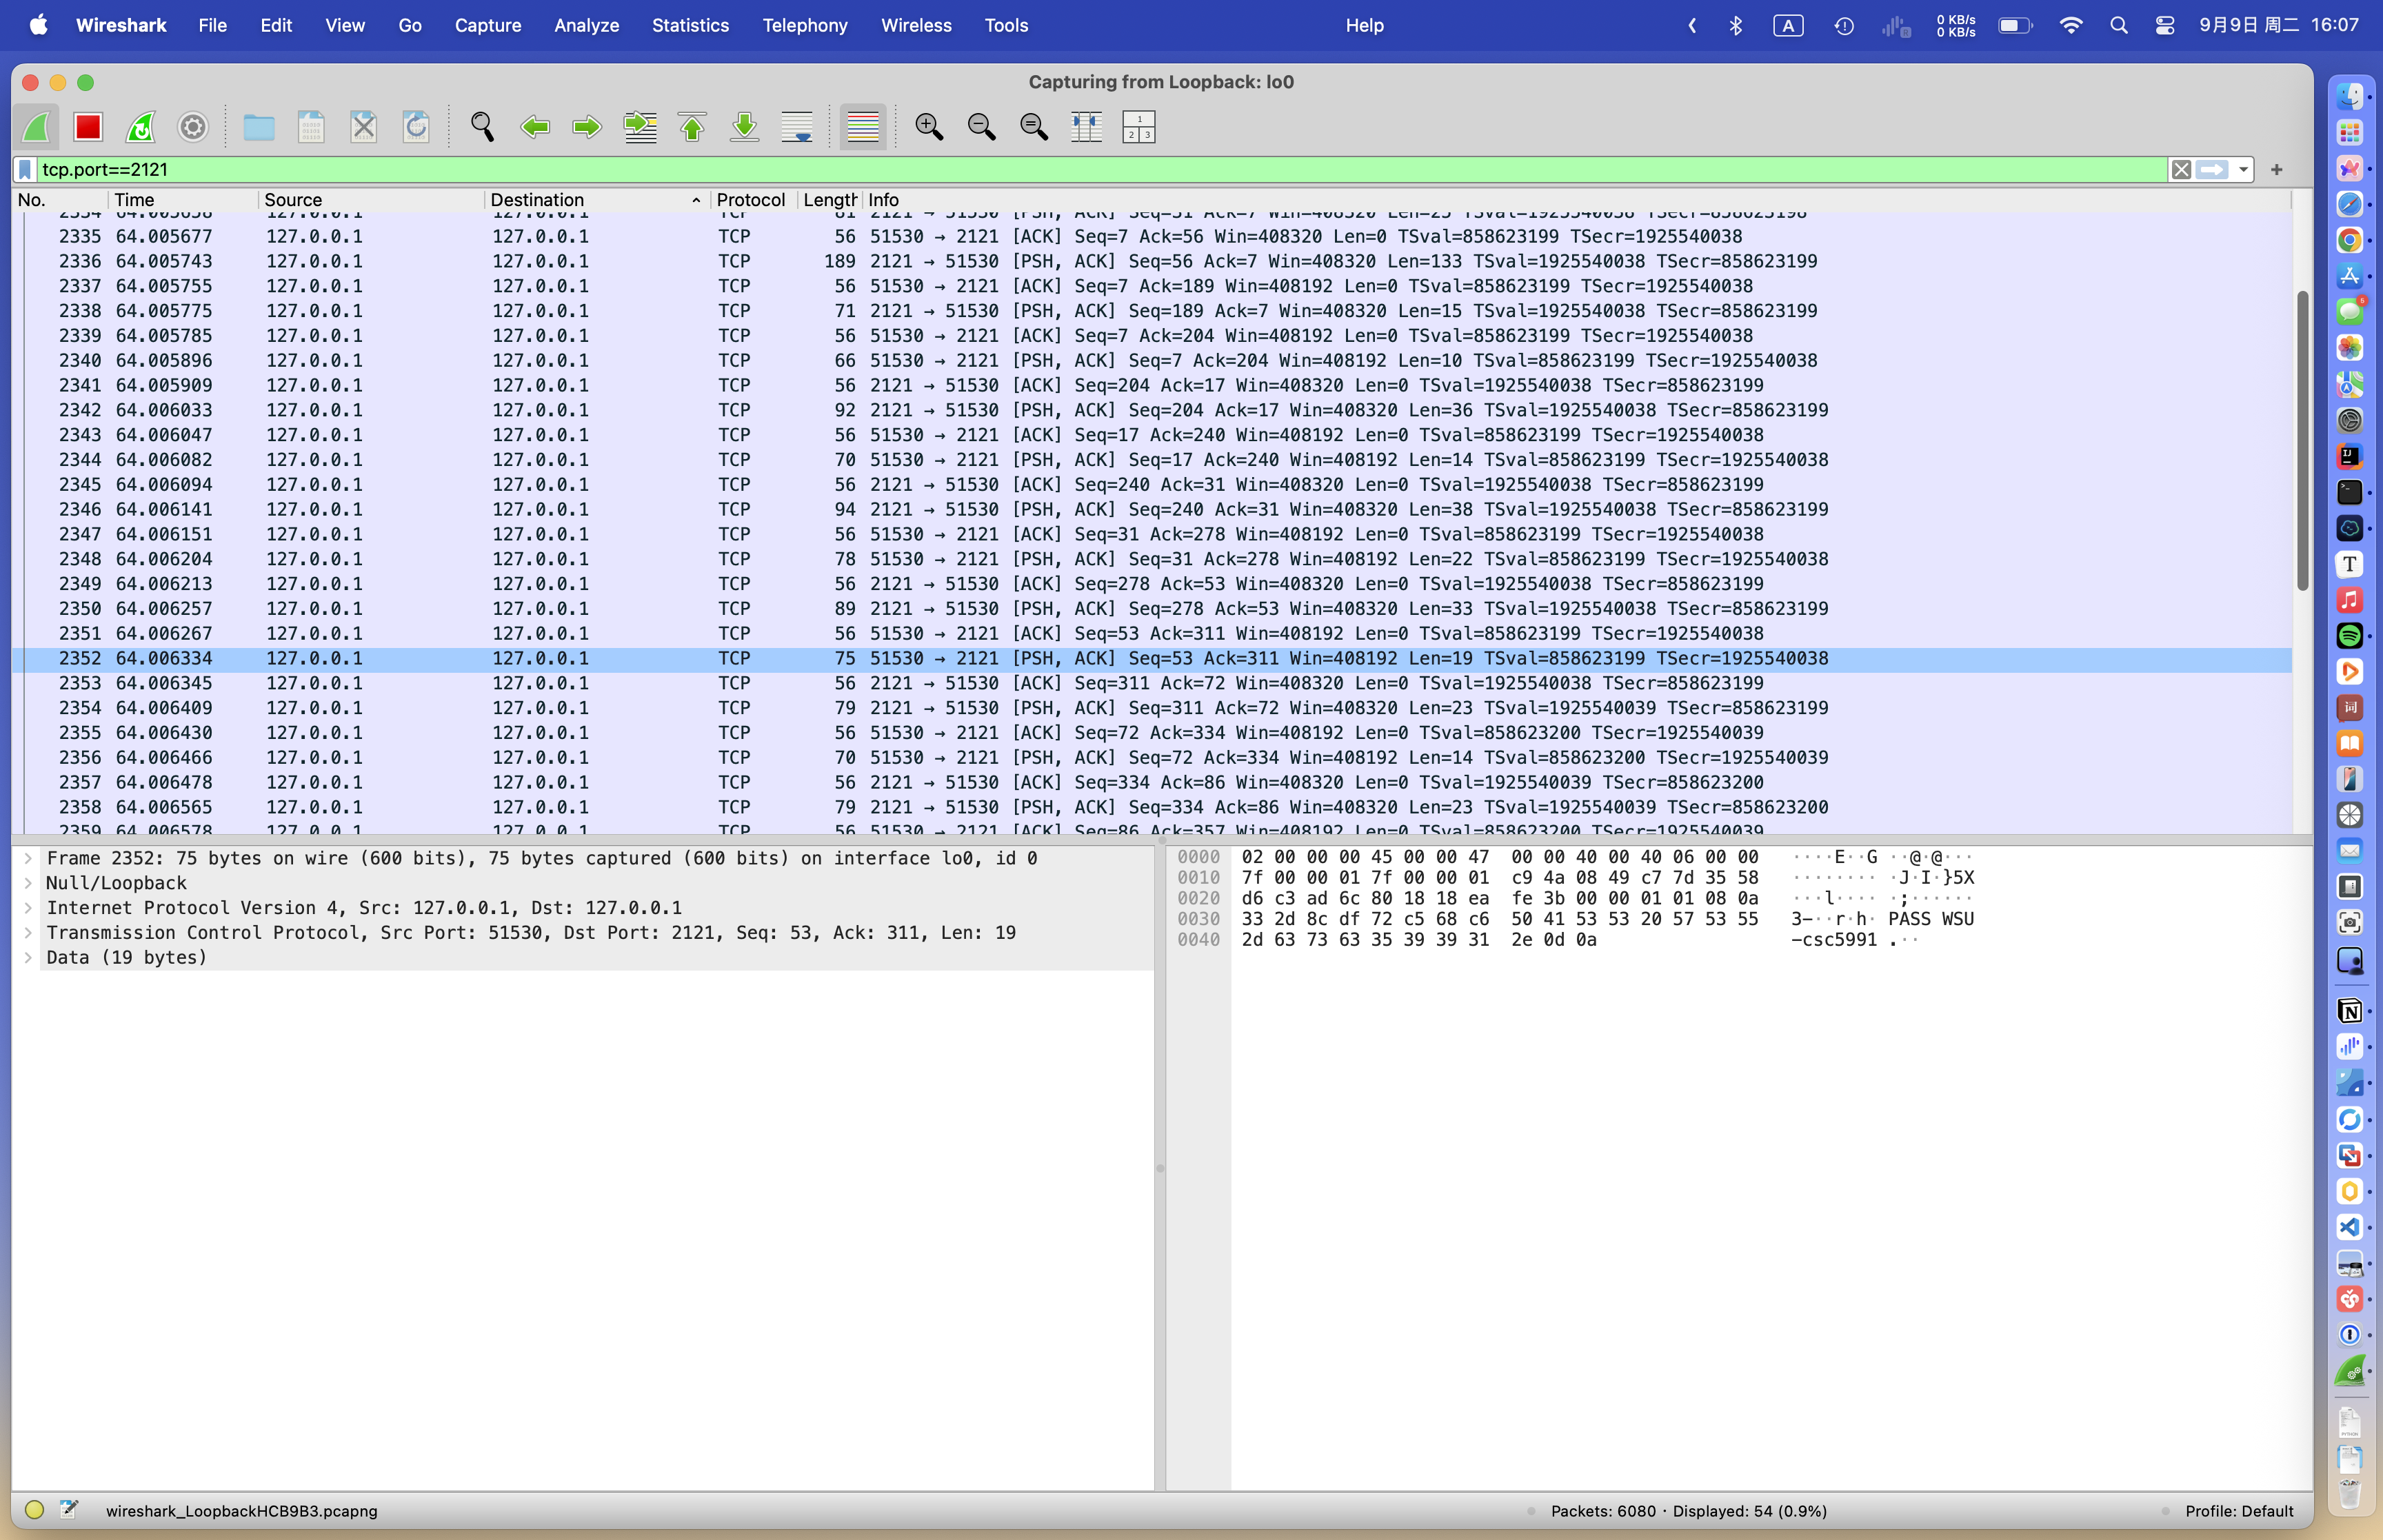 Wireshark File Edit View Go Capture Analyze Statistics Telephony Wireless Tools Help A 0 KB/s 0 KB/s 9月9日 周二 16:07
Capturing from Loopback: lo0
tcp.port==2121
No. Time Source Destination Protocol Length Info
2334 64.005638 127.0.0.1 127.0.0.1 TCP 81 2121 → 51530 [PSH, ACK] Seq=31 Ack=7 Win=408320 Len=25 TSval=1925540038 TSecr=858623198
2335 64.005677 127.0.0.1 127.0.0.1 TCP 56 51530 → 2121 [ACK] Seq=7 Ack=56 Win=408320 Len=0 TSval=858623199 TSecr=1925540038
2336 64.005743 127.0.0.1 127.0.0.1 TCP 189 2121 → 51530 [PSH, ACK] Seq=56 Ack=7 Win=408320 Len=133 TSval=1925540038 TSecr=858623199
2337 64.005755 127.0.0.1 127.0.0.1 TCP 56 51530 → 2121 [ACK] Seq=7 Ack=189 Win=408192 Len=0 TSval=858623199 TSecr=1925540038
2338 64.005775 127.0.0.1 127.0.0.1 TCP 71 2121 → 51530 [PSH, ACK] Seq=189 Ack=7 Win=408320 Len=15 TSval=1925540038 TSecr=858623199
2339 64.005785 127.0.0.1 127.0.0.1 TCP 56 51530 → 2121 [ACK] Seq=7 Ack=204 Win=408192 Len=0 TSval=858623199 TSecr=1925540038
2340 64.005896 127.0.0.1 127.0.0.1 TCP 66 51530 → 2121 [PSH, ACK] Seq=7 Ack=204 Win=408192 Len=10 TSval=858623199 TSecr=1925540038
2341 64.005909 127.0.0.1 127.0.0.1 TCP 56 2121 → 51530 [ACK] Seq=204 Ack=17 Win=408320 Len=0 TSval=1925540038 TSecr=858623199
2342 64.006033 127.0.0.1 127.0.0.1 TCP 92 2121 → 51530 [PSH, ACK] Seq=204 Ack=17 Win=408320 Len=36 TSval=1925540038 TSecr=858623199
2343 64.006047 127.0.0.1 127.0.0.1 TCP 56 51530 → 2121 [ACK] Seq=17 Ack=240 Win=408192 Len=0 TSval=858623199 TSecr=1925540038
2344 64.006082 127.0.0.1 127.0.0.1 TCP 70 51530 → 2121 [PSH, ACK] Seq=17 Ack=240 Win=408192 Len=14 TSval=858623199 TSecr=1925540038
2345 64.006094 127.0.0.1 127.0.0.1 TCP 56 2121 → 51530 [ACK] Seq=240 Ack=31 Win=408320 Len=0 TSval=1925540038 TSecr=858623199
2346 64.006141 127.0.0.1 127.0.0.1 TCP 94 2121 → 51530 [PSH, ACK] Seq=240 Ack=31 Win=408320 Len=38 TSval=1925540038 TSecr=858623199
2347 64.006151 127.0.0.1 127.0.0.1 TCP 56 51530 → 2121 [ACK] Seq=31 Ack=278 Win=408192 Len=0 TSval=858623199 TSecr=1925540038
2348 64.006204 127.0.0.1 127.0.0.1 TCP 78 51530 → 2121 [PSH, ACK] Seq=31 Ack=278 Win=408192 Len=22 TSval=858623199 TSecr=1925540038
2349 64.006213 127.0.0.1 127.0.0.1 TCP 56 2121 → 51530 [ACK] Seq=278 Ack=53 Win=408320 Len=0 TSval=1925540038 TSecr=858623199
2350 64.006257 127.0.0.1 127.0.0.1 TCP 89 2121 → 51530 [PSH, ACK] Seq=278 Ack=53 Win=408320 Len=33 TSval=1925540038 TSecr=858623199
2351 64.006267 127.0.0.1 127.0.0.1 TCP 56 51530 → 2121 [ACK] Seq=53 Ack=311 Win=408192 Len=0 TSval=858623199 TSecr=1925540038
2352 64.006334 127.0.0.1 127.0.0.1 TCP 75 51530 → 2121 [PSH, ACK] Seq=53 Ack=311 Win=408192 Len=19 TSval=858623199 TSecr=1925540038
2353 64.006345 127.0.0.1 127.0.0.1 TCP 56 2121 → 51530 [ACK] Seq=311 Ack=72 Win=408320 Len=0 TSval=1925540038 TSecr=858623199
2354 64.006409 127.0.0.1 127.0.0.1 TCP 79 2121 → 51530 [PSH, ACK] Seq=311 Ack=72 Win=408320 Len=23 TSval=1925540039 TSecr=858623199
2355 64.006430 127.0.0.1 127.0.0.1 TCP 56 51530 → 2121 [ACK] Seq=72 Ack=334 Win=408192 Len=0 TSval=858623200 TSecr=1925540039
2356 64.006466 127.0.0.1 127.0.0.1 TCP 70 51530 → 2121 [PSH, ACK] Seq=72 Ack=334 Win=408192 Len=14 TSval=858623200 TSecr=1925540039
2357 64.006478 127.0.0.1 127.0.0.1 TCP 56 2121 → 51530 [ACK] Seq=334 Ack=86 Win=408320 Len=0 TSval=1925540039 TSecr=858623200
2358 64.006565 127.0.0.1 127.0.0.1 TCP 79 2121 → 51530 [PSH, ACK] Seq=334 Ack=86 Win=408320 Len=23 TSval=1925540039 TSecr=858623200
2359 64.006578 127.0.0.1 127.0.0.1 TCP 56 51530 → 2121 [ACK] Seq=86 Ack=357 Win=408192 Len=0 TSval=858623200 TSecr=1925540039
Frame 2352: 75 bytes on wire (600 bits), 75 bytes captured (600 bits) on interface lo0, id 0
Null/Loopback
Internet Protocol Version 4, Src: 127.0.0.1, Dst: 127.0.0.1
Transmission Control Protocol, Src Port: 51530, Dst Port: 2121, Seq: 53, Ack: 311, Len: 19
Data (19 bytes)
0000 02 00 00 00 45 00 00 47 00 00 40 00 40 06 00 00 ····E··G ··@·@···
0010 7f 00 00 01 7f 00 00 01 c9 4a 08 49 c7 7d 35 58 ········ ·J·I·}5X
0020 d6 c3 ad 6c 80 18 18 ea fe 3b 00 00 01 01 08 0a ···l···· ·;······
0030 33 2d 8c df 72 c5 68 c6 50 41 53 53 20 57 53 55 3-··r·h· PASS WSU
0040 2d 63 73 63 35 39 39 31 2e 0d 0a -csc5991 .··
wireshark_LoopbackHCB9B3.pcapng Packets: 6080 · Displayed: 54 (0.9%) Profile: Default